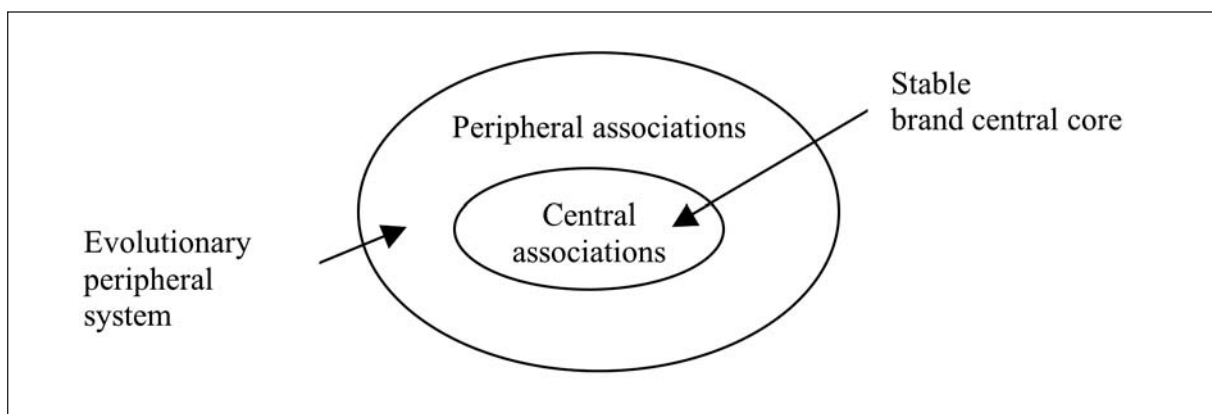 Stable
brand central core
Peripheral associations
Central
associations
Evolutionary
peripheral
system